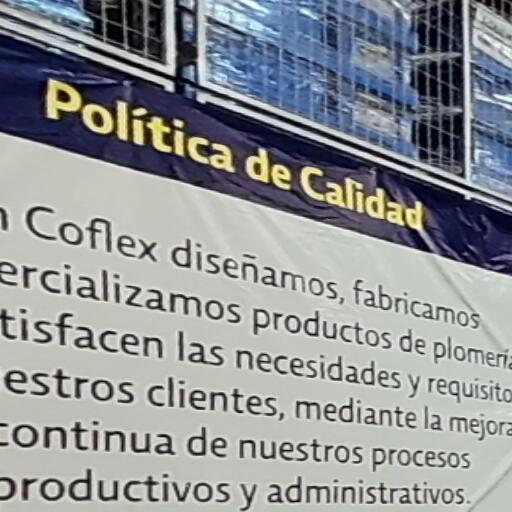 Política de Calidad
n Coflex diseñamos, fabricamos
ercializamos productos de plomería
tisfacen las necesidades y requisito
estros clientes, mediante la mejora
continua de nuestros procesos
productivos y administrativos.